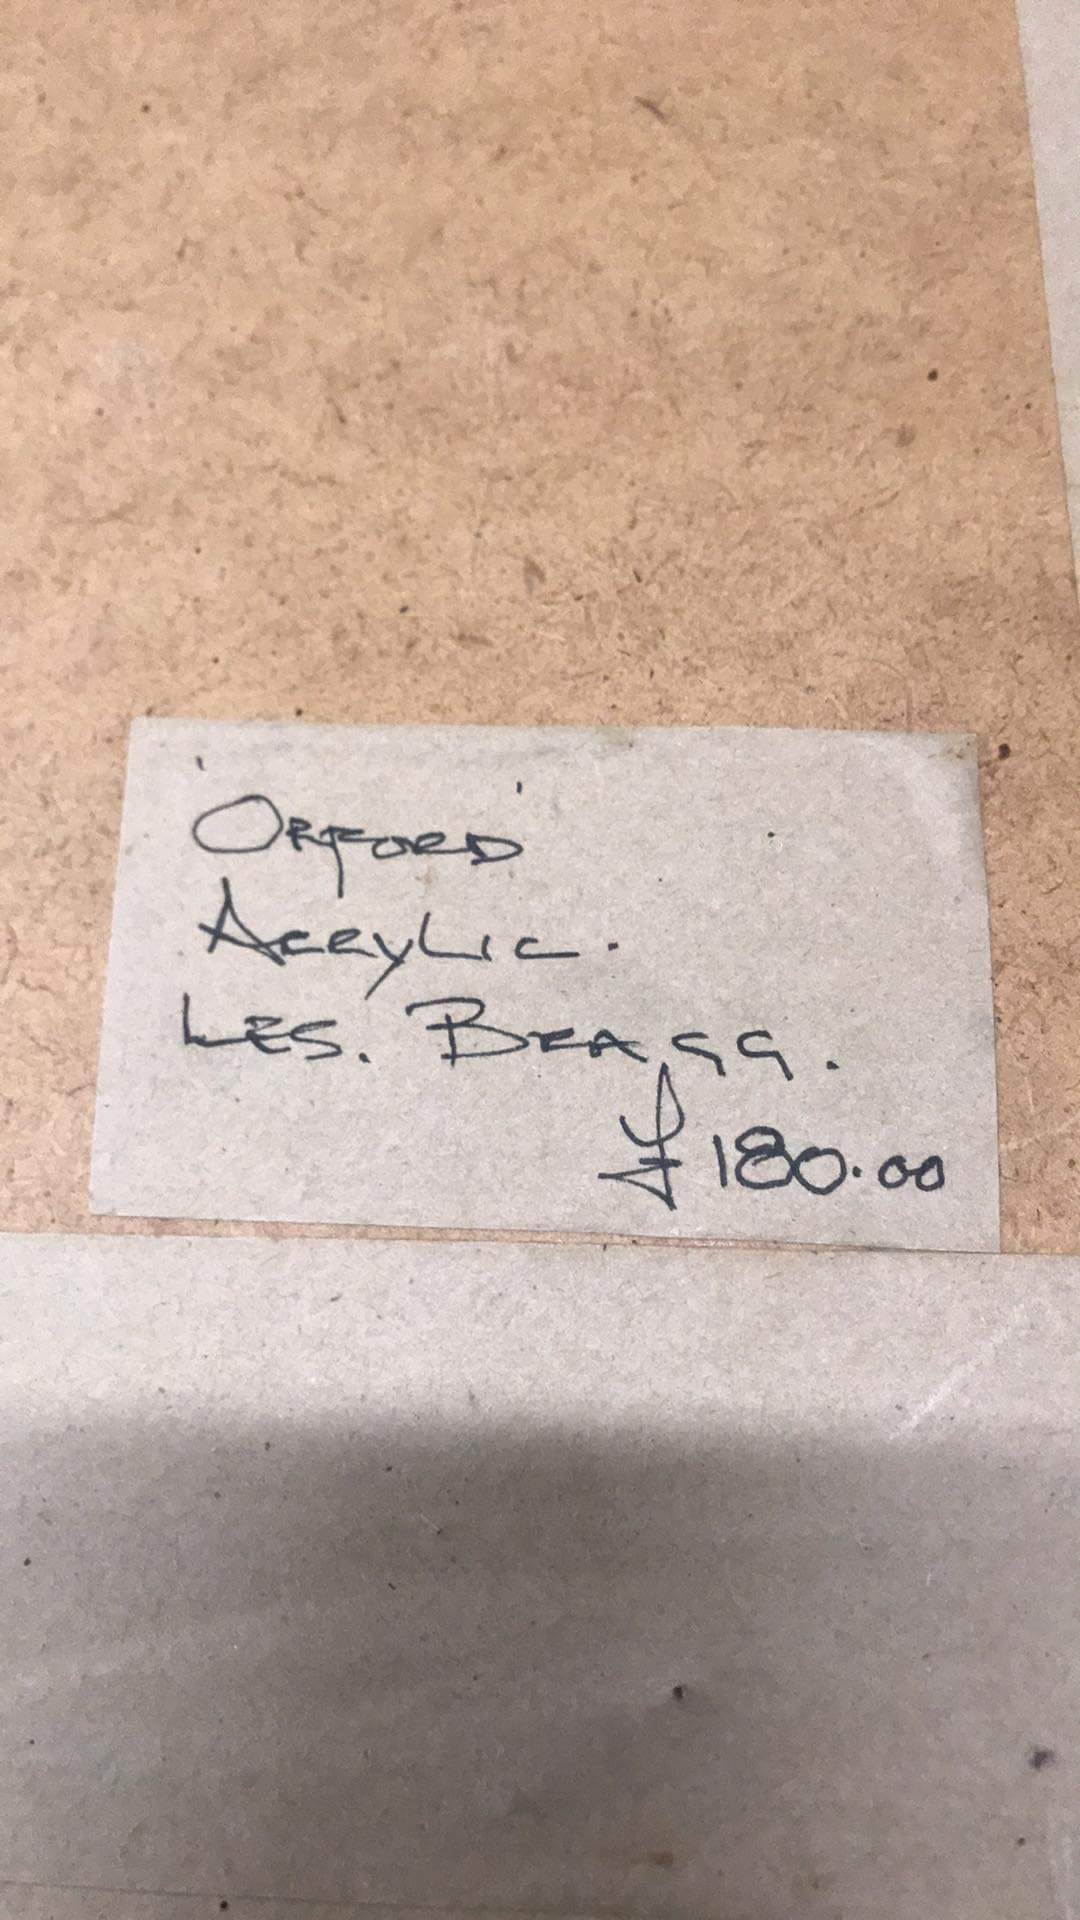 'ORFORD'
ACRYLIC.
LES. BRAGG.
£180.00